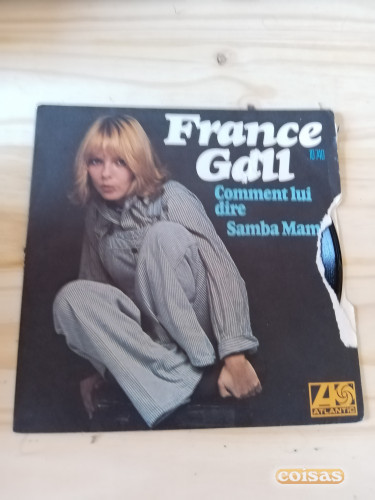 France
Gall
Comment lui
dire
Samba Mam
ATLANTIC
coisas